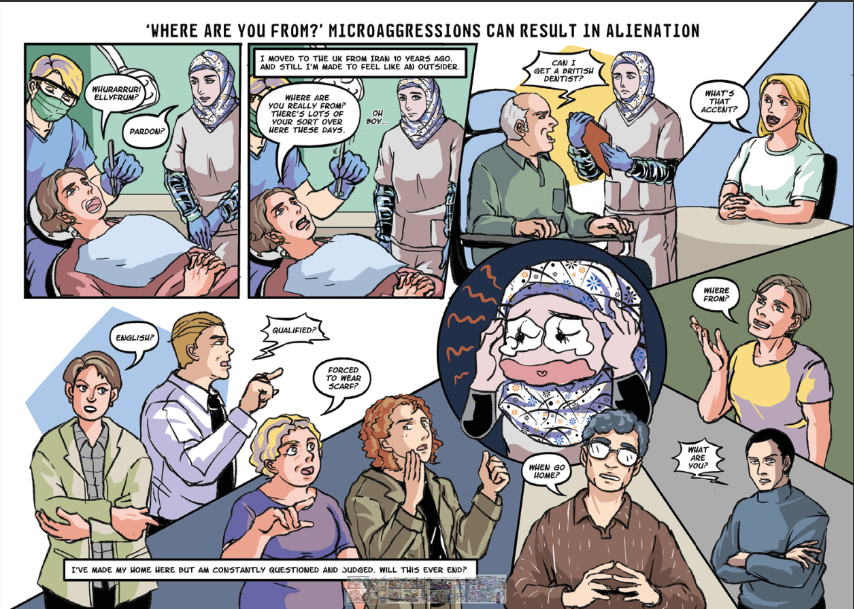 ‘WHERE ARE YOU FROM?’ MICROAGGRESSIONS CAN RESULT IN ALIENATION
WHURARRUR!
ELLYFRUM?
PARDON?
I MOVED TO THE UK FROM IRAN 10 YEARS AGO.
AND STILL I'M MADE TO FEEL LIKE AN OUTSIDER.
WHERE ARE
YOU REALLY FROM?
THERE'S LOTS OF
YOUR SORT OVER
HERE THESE DAYS.
OH
BOY...
CAN I
GET A BRITISH
DENTIST?
WHAT'S
THAT
ACCENT?
WHERE
FROM?
ENGLISH?
QUALIFIED?
FORCED
TO WEAR
SCARF?
WHEN GO
HOME?
WHAT
ARE
YOU?
I'VE MADE MY HOME HERE BUT AM CONSTANTLY QUESTIONED AND JUDGED. WILL THIS EVER END?